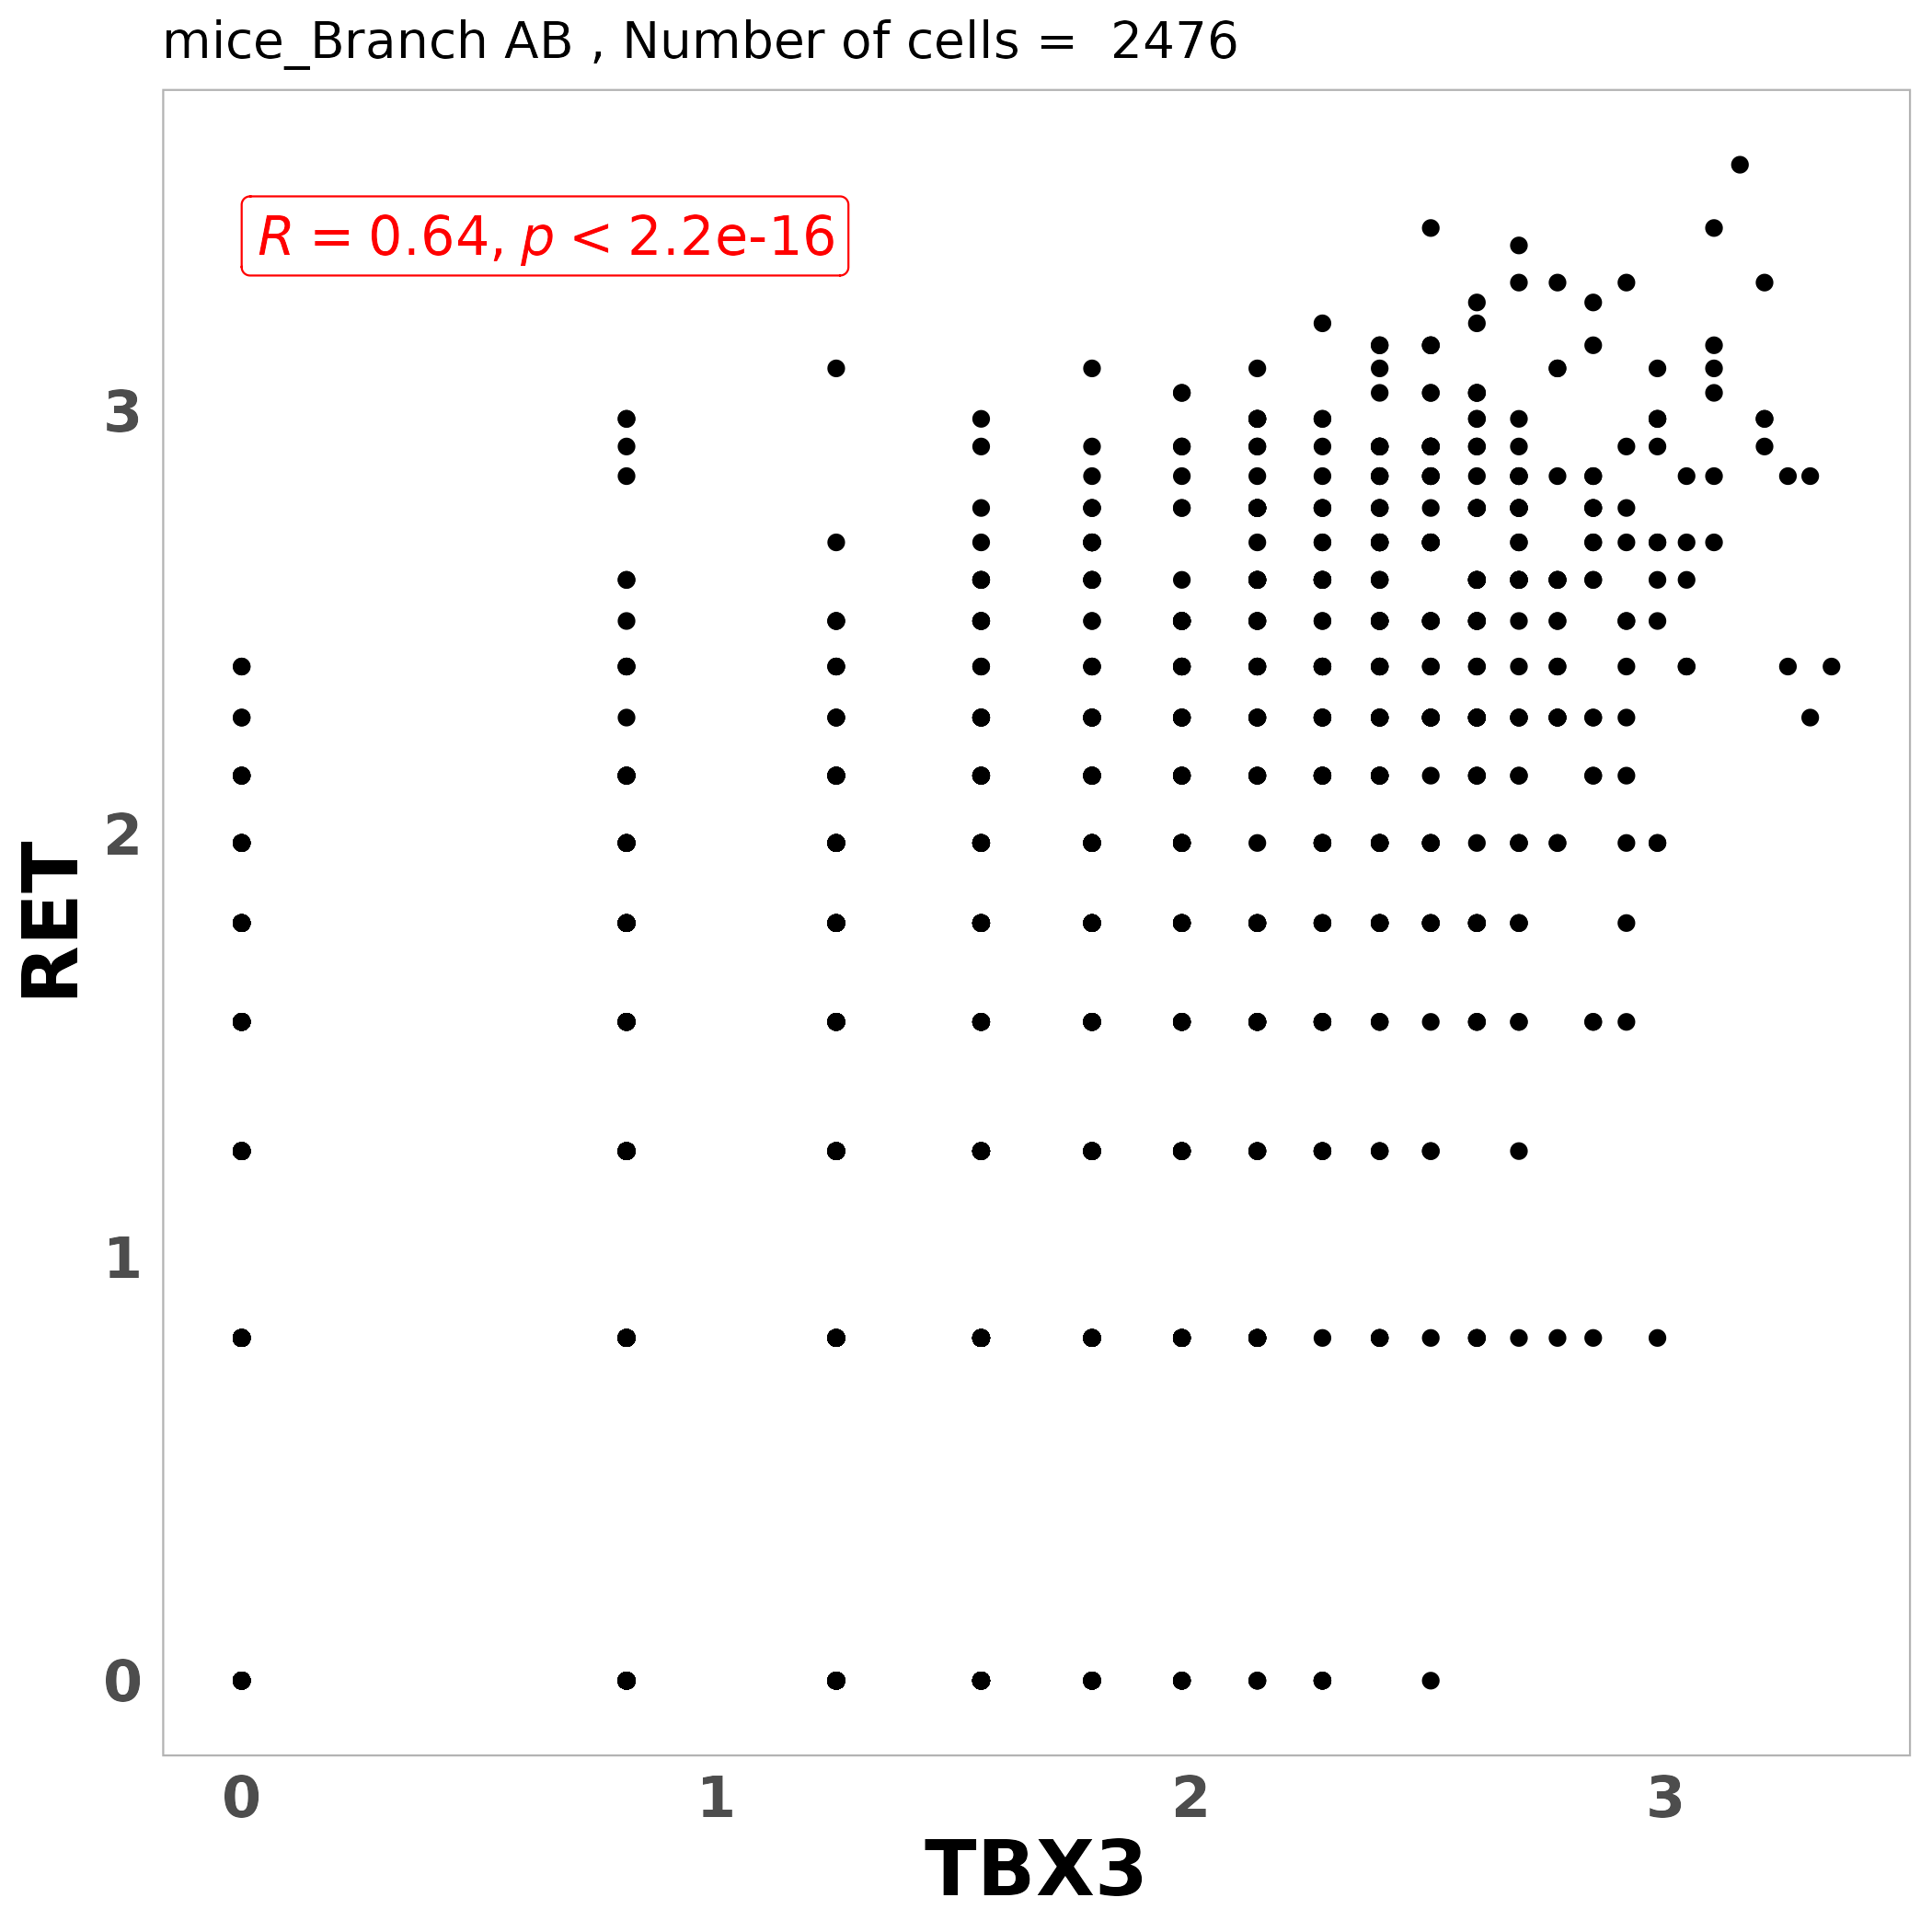 mice_Branch AB , Number of cells =  2476
R = 0.64, p < 2.2e-16
RET
3
2
1
0
0 1 2 3
TBX3